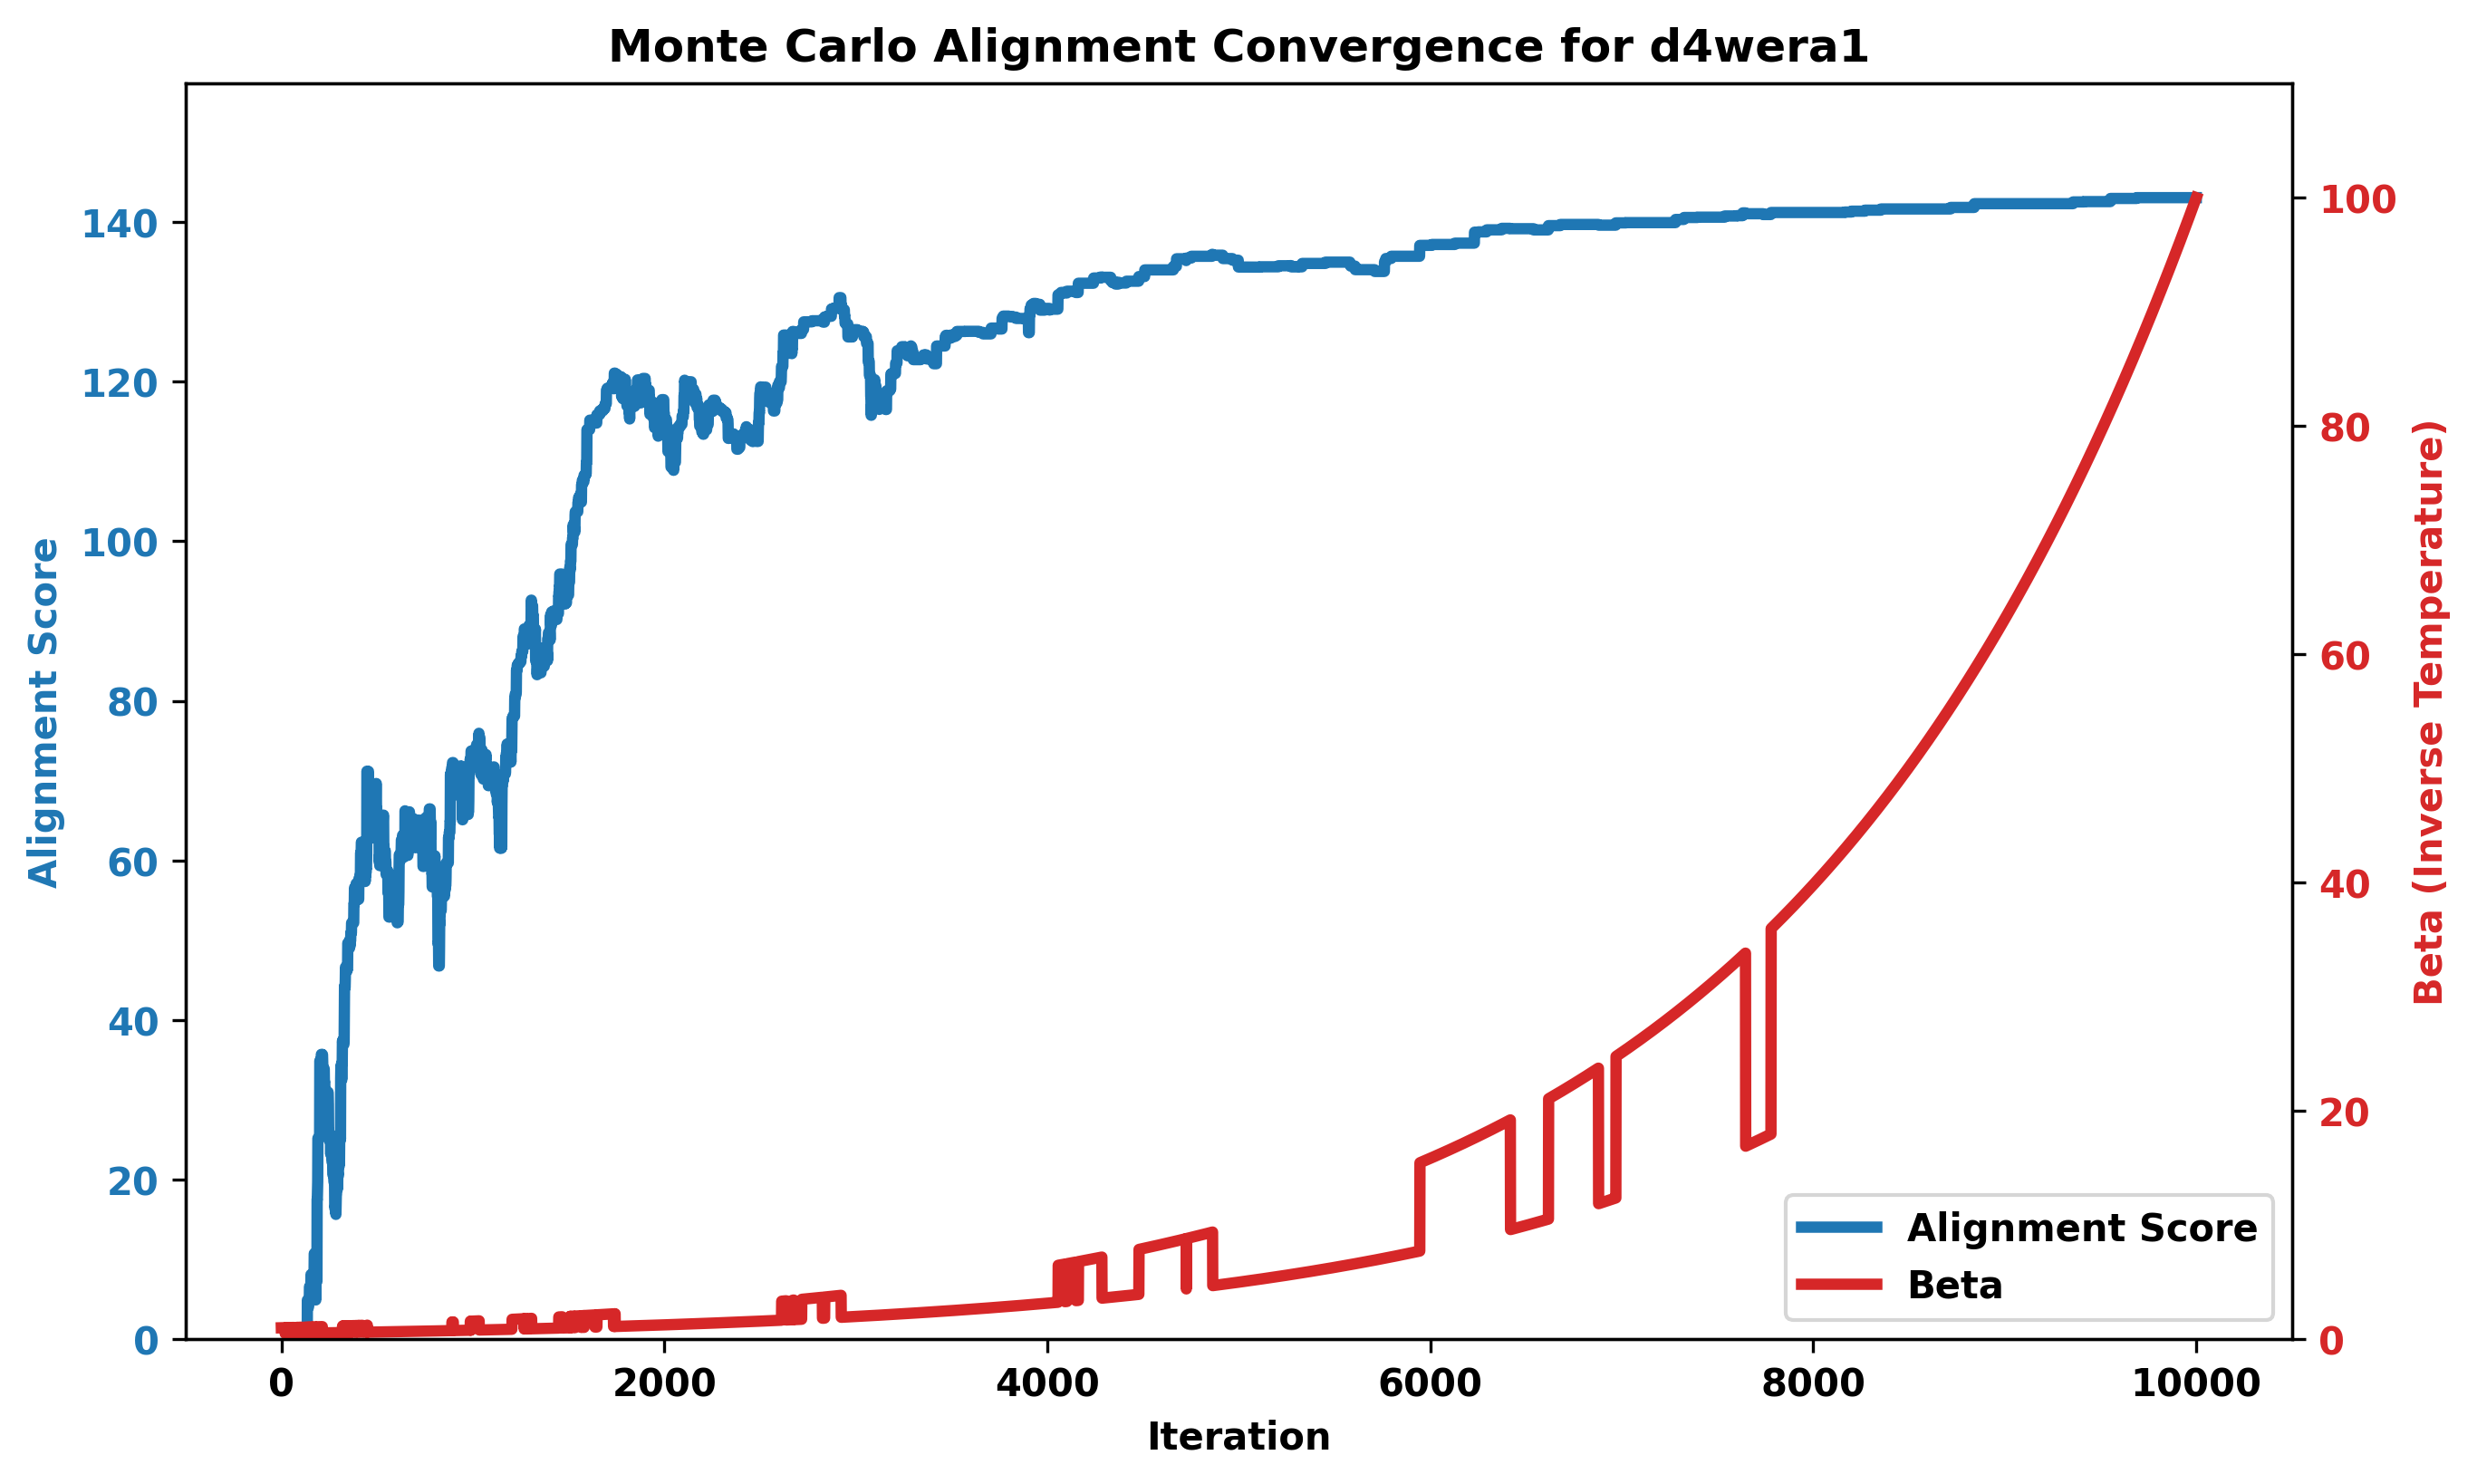 Monte Carlo Alignment Convergence for d4wera1
Alignment Score
140
120
100
80
60
40
20
0
100
80
60
40
20
0
Beta (Inverse Temperature)
Alignment Score
Beta
0 2000 4000 6000 8000 10000
Iteration